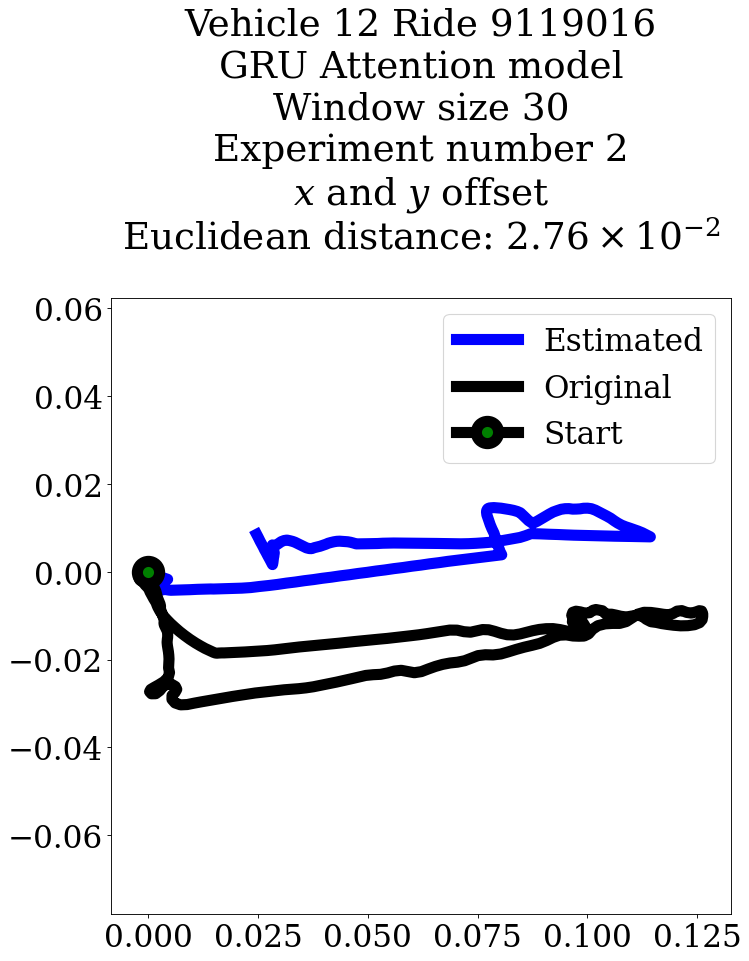 Vehicle 12 Ride 9119016
GRU Attention model
Window size 30
Experiment number 2
x and y offset
Euclidean distance: 2.76 × 10⁻²
Estimated
Original
Start
0.06
0.04
0.02
0.00
−0.02
−0.04
−0.06
0.000 0.025 0.050 0.075 0.100 0.125